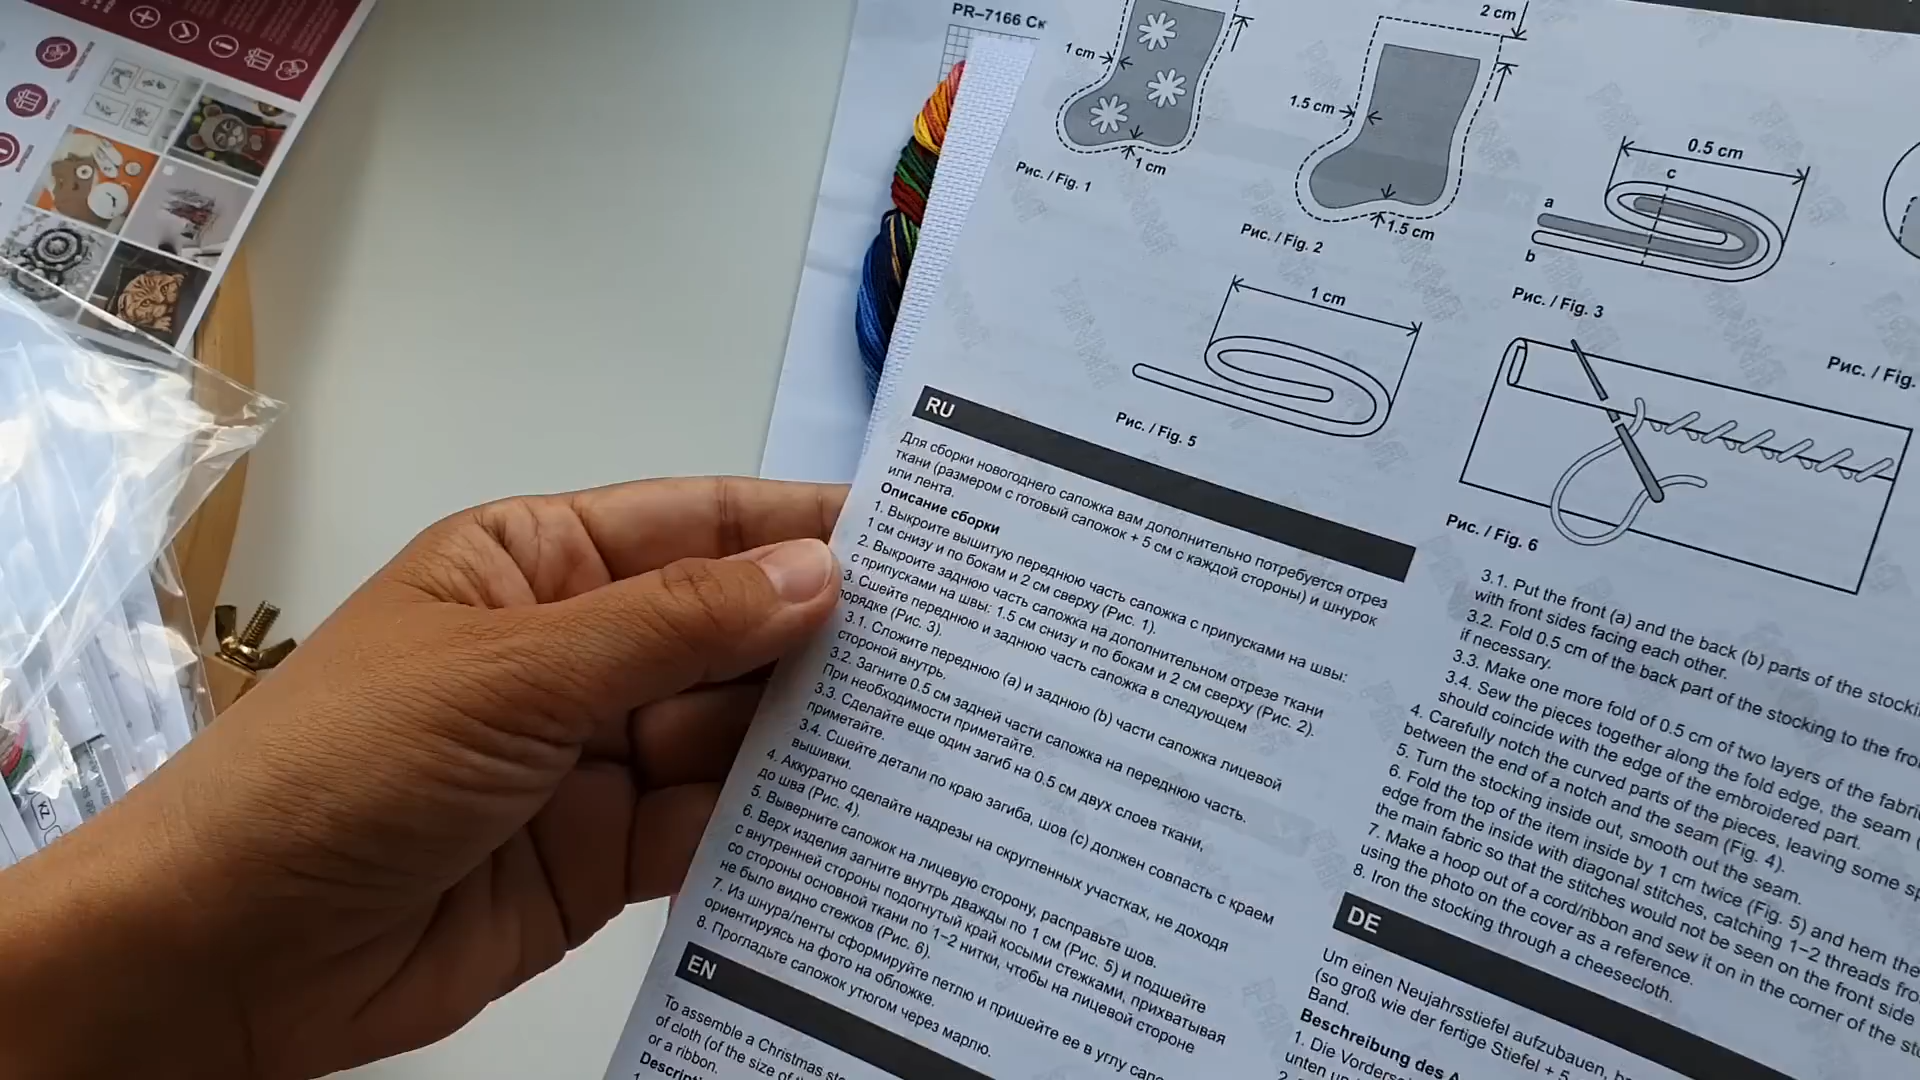 PR–7166 Ск
2 cm
1 cm
1 cm
Рис. / Fig. 1
1.5 cm
1.5 cm
Рис. / Fig. 2
0.5 cm
c
a
b
Рис. / Fig. 3
Рис. / Fig.
1 cm
Рис. / Fig. 5
Рис. / Fig. 6
RU
Для сборки новогоднего сапожка вам дополнительно потребуется отрез
ткани (размером с готовый сапожок + 5 см с каждой стороны) и шнурок
или лента.
Описание сборки
1. Выкроите вышитую переднюю часть сапожка с припусками на швы:
1 см снизу и по бокам и 2 см сверху (Рис. 1).
2. Выкроите заднюю часть сапожка на дополнительном отрезе ткани
с припусками на швы: 1.5 см снизу и по бокам и 2 см сверху (Рис. 2).
3. Сшейте переднюю и заднюю часть сапожка в следующем
порядке (Рис. 3).
3.1. Сложите переднюю (a) и заднюю (b) части сапожка лицевой
стороной внутрь.
3.2. Загните 0.5 см задней части сапожка на переднюю часть.
При необходимости приметайте.
3.3. Сделайте еще один загиб на 0.5 см двух слоев ткани,
приметайте.
3.4. Сшейте детали по краю загиба, шов (c) должен совпасть с краем
вышивки.
4. Аккуратно сделайте надрезы на скругленных участках, не доходя
до шва (Рис. 4).
5. Выверните сапожок на лицевую сторону, расправьте шов.
6. Верх изделия загните внутрь дважды по 1 см (Рис. 5) и подшейте
с внутренней стороны подогнутый край косыми стежками, прихватывая
со стороны основной ткани по 1–2 нитки, чтобы на лицевой стороне
не было видно стежков (Рис. 6).
7. Из шнура/ленты сформируйте петлю и пришейте ее в углу сапо
ориентируясь на фото на обложке.
8. Прогладьте сапожок утюгом через марлю.
EN
To assemble a Christmas sto
of cloth (of the size of
or a ribbon.
Descripti
3.1. Put the front (a) and the back (b) parts of the stocki
with front sides facing each other.
3.2. Fold 0.5 cm of the back part of the stocking to the fro
if necessary.
3.3. Make one more fold of 0.5 cm of two layers of the fabri
3.4. Sew the pieces together along the fold edge, the seam (
should coincide with the edge of the embroidered part.
4. Carefully notch the curved parts of the pieces, leaving some sp
between the end of a notch and the seam (Fig. 4).
5. Turn the stocking inside out, smooth out the seam.
6. Fold the top of the item inside by 1 cm twice (Fig. 5) and hem the
edge from the inside with diagonal stitches, catching 1–2 threads fro
the main fabric so that the stitches would not be seen on the front side
7. Make a hoop out of a cord/ribbon and sew it on in the corner of the sto
using the photo on the cover as a reference.
8. Iron the stocking through a cheesecloth.
DE
Um einen Neujahrsstiefel aufzubauen, b
(so groß wie der fertige Stiefel + 5
Band.
Beschreibung des A
1. Die Vorders
unten u
KZ